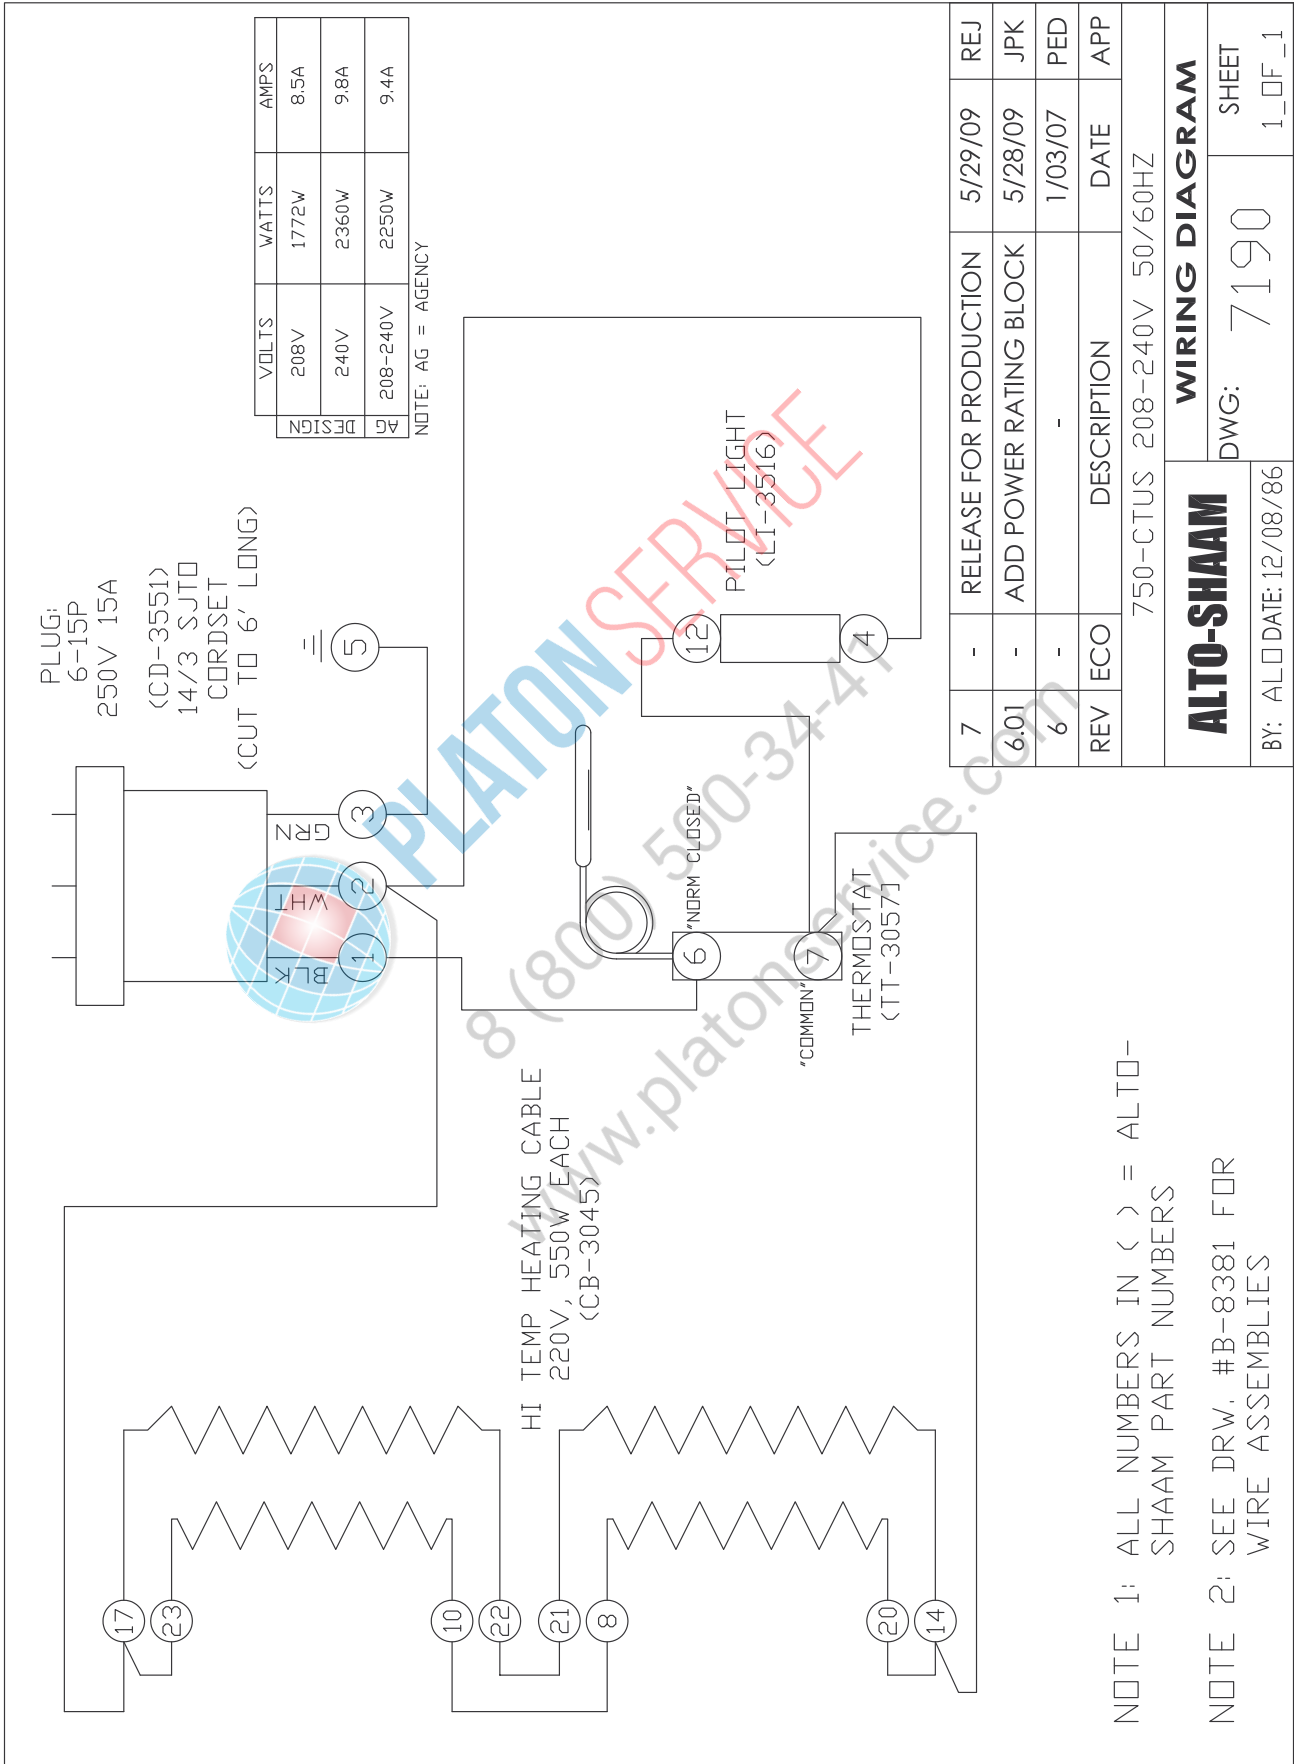 PLUG:
6-15P
250V 15A
(CD-3551)
14/3 SJTO
CORDSET
(CUT TO 6' LONG)
VOLTS WATTS AMPS
DESIGN
208V 1772W 8.5A
240V 2360W 9.8A
AG 208-240V 2250W 9.4A
NOTE: AG = AGENCY
BLK
WHT
GRN
1
2
3
5
HI TEMP HEATING CABLE
220V, 550W EACH
(CB-3045)
"NORM CLOSED"
6
7
"COMMON"
THERMOSTAT
(TT-3057)
PILOT LIGHT
(LI-3516)
12
4
17
23
10
22
21
8
20
14
NOTE 1: ALL NUMBERS IN ( ) = ALTO-
SHAAM PART NUMBERS
NOTE 2: SEE DRW. #B-8381 FOR
WIRE ASSEMBLIES
7 - RELEASE FOR PRODUCTION 5/29/09 REJ
6.01 - ADD POWER RATING BLOCK 5/28/09 JPK
6 - - 1/03/07 PED
REV ECO DESCRIPTION DATE APP
750-CTUS 208-240V 50/60HZ
ALTO-SHAAM
WIRING DIAGRAM
BY: ALO DATE: 12/08/86
DWG: 7190
SHEET
1_OF_1
PLATONSERVICE
8 (800) 500-34-41
www.platonservice.com